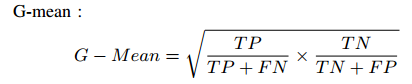 G-mean :
G − Mean = √(TP / (TP + FN) × TN / (TN + FP))